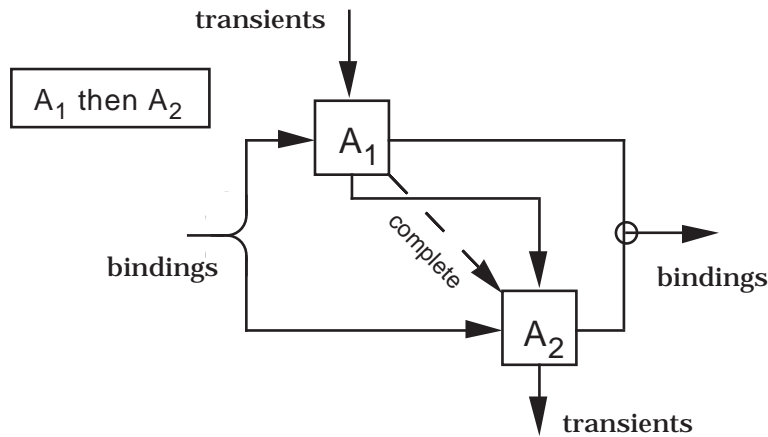 transients
A₁ then A₂
A₁
complete
bindings
bindings
A₂
transients